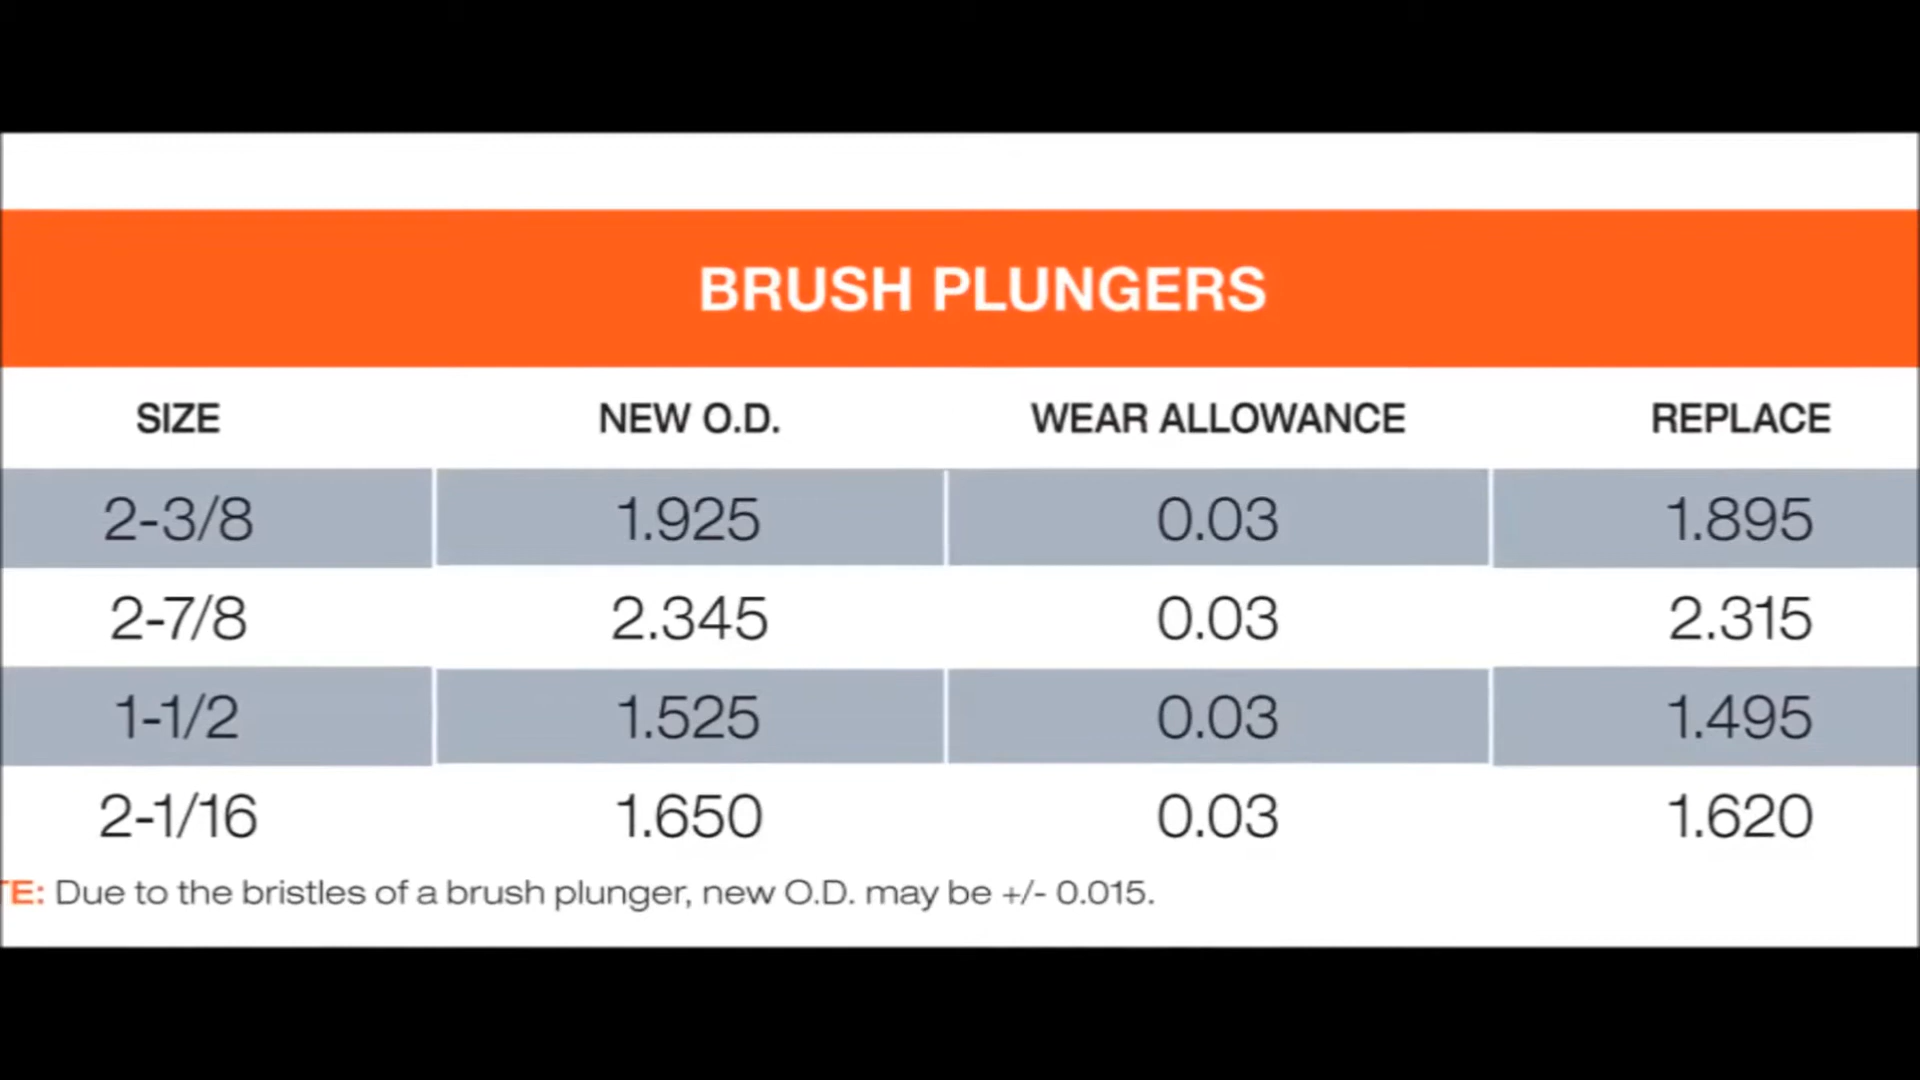 BRUSH PLUNGERS
SIZE NEW O.D. WEAR ALLOWANCE REPLACE
2-3/8 1.925 0.03 1.895
2-7/8 2.345 0.03 2.315
1-1/2 1.525 0.03 1.495
2-1/16 1.650 0.03 1.620
TE: Due to the bristles of a brush plunger, new O.D. may be +/- 0.015.